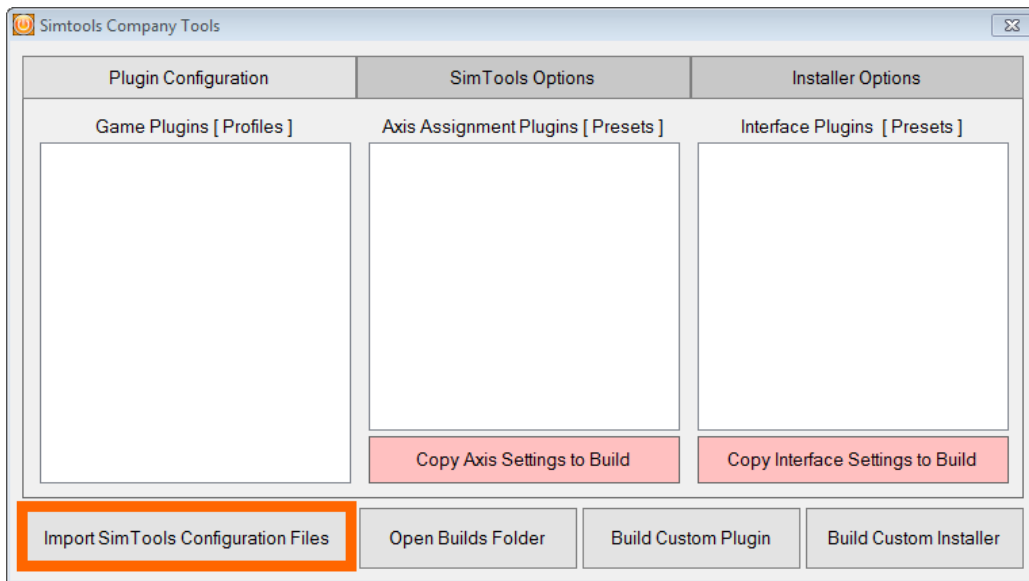 Simtools Company Tools
Plugin Configuration
SimTools Options
Installer Options
Game Plugins [ Profiles ]
Axis Assignment Plugins [ Presets ]
Interface Plugins [ Presets ]
Copy Axis Settings to Build
Copy Interface Settings to Build
Import SimTools Configuration Files
Open Builds Folder
Build Custom Plugin
Build Custom Installer